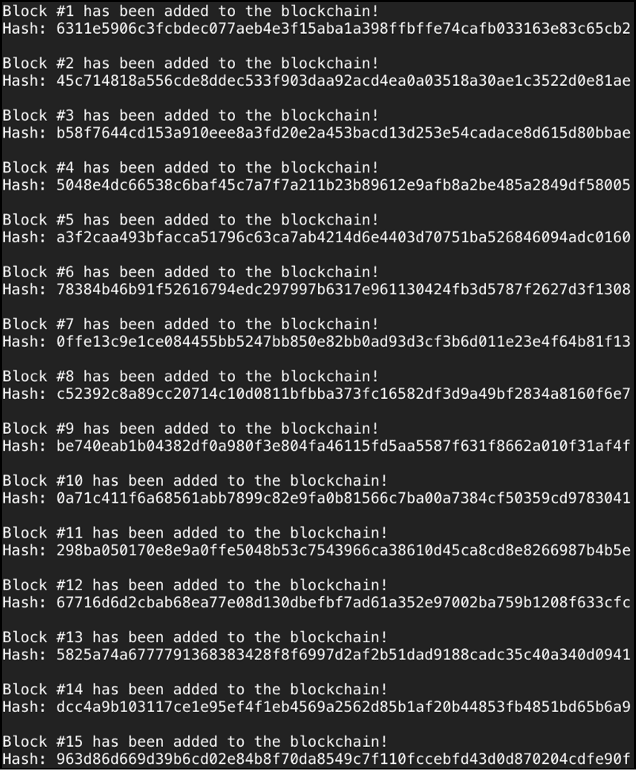 Block #1 has been added to the blockchain!
Hash: 6311e5906c3fcbdec077aeb4e3f15aba1a398ffbffe74cafb033163e83c65cb2
Block #2 has been added to the blockchain!
Hash: 45c714818a556cde8ddec533f903daa92acd4ea0a03518a30ae1c3522d0e81ae
Block #3 has been added to the blockchain!
Hash: b58f7644cd153a910eee8a3fd20e2a453bacd13d253e54cadace8d615d80bbae
Block #4 has been added to the blockchain!
Hash: 5048e4dc66538c6baf45c7a7f7a211b23b89612e9afb8a2be485a2849df58005
Block #5 has been added to the blockchain!
Hash: a3f2caa493bfacca51796c63ca7ab4214d6e4403d70751ba526846094adc0160
Block #6 has been added to the blockchain!
Hash: 78384b46b91f52616794edc297997b6317e961130424fb3d5787f2627d3f1308
Block #7 has been added to the blockchain!
Hash: 0ffe13c9e1ce084455bb5247bb850e82bb0ad93d3cf3b6d011e23e4f64b81f13
Block #8 has been added to the blockchain!
Hash: c52392c8a89cc20714c10d0811bfbba373fc16582df3d9a49bf2834a8160f6e7
Block #9 has been added to the blockchain!
Hash: be740eab1b04382df0a980f3e804fa46115fd5aa5587f631f8662a010f31af4f
Block #10 has been added to the blockchain!
Hash: 0a71c411f6a68561abb7899c82e9fa0b81566c7ba00a7384cf50359cd9783041
Block #11 has been added to the blockchain!
Hash: 298ba050170e8e9a0ffe5048b53c7543966ca38610d45ca8cd8e8266987b4b5e
Block #12 has been added to the blockchain!
Hash: 67716d6d2cbab68ea77e08d130dbefbf7ad61a352e97002ba759b1208f633cfc
Block #13 has been added to the blockchain!
Hash: 5825a74a6777791368383428f8f6997d2af2b51dad9188cadc35c40a340d0941
Block #14 has been added to the blockchain!
Hash: dcc4a9b103117ce1e95ef4f1eb4569a2562d85b1af20b44853fb4851bd65b6a9
Block #15 has been added to the blockchain!
Hash: 963d86d669d39b6cd02e84b8f70da8549c7f110fccebfd43d0d870204cdfe90f